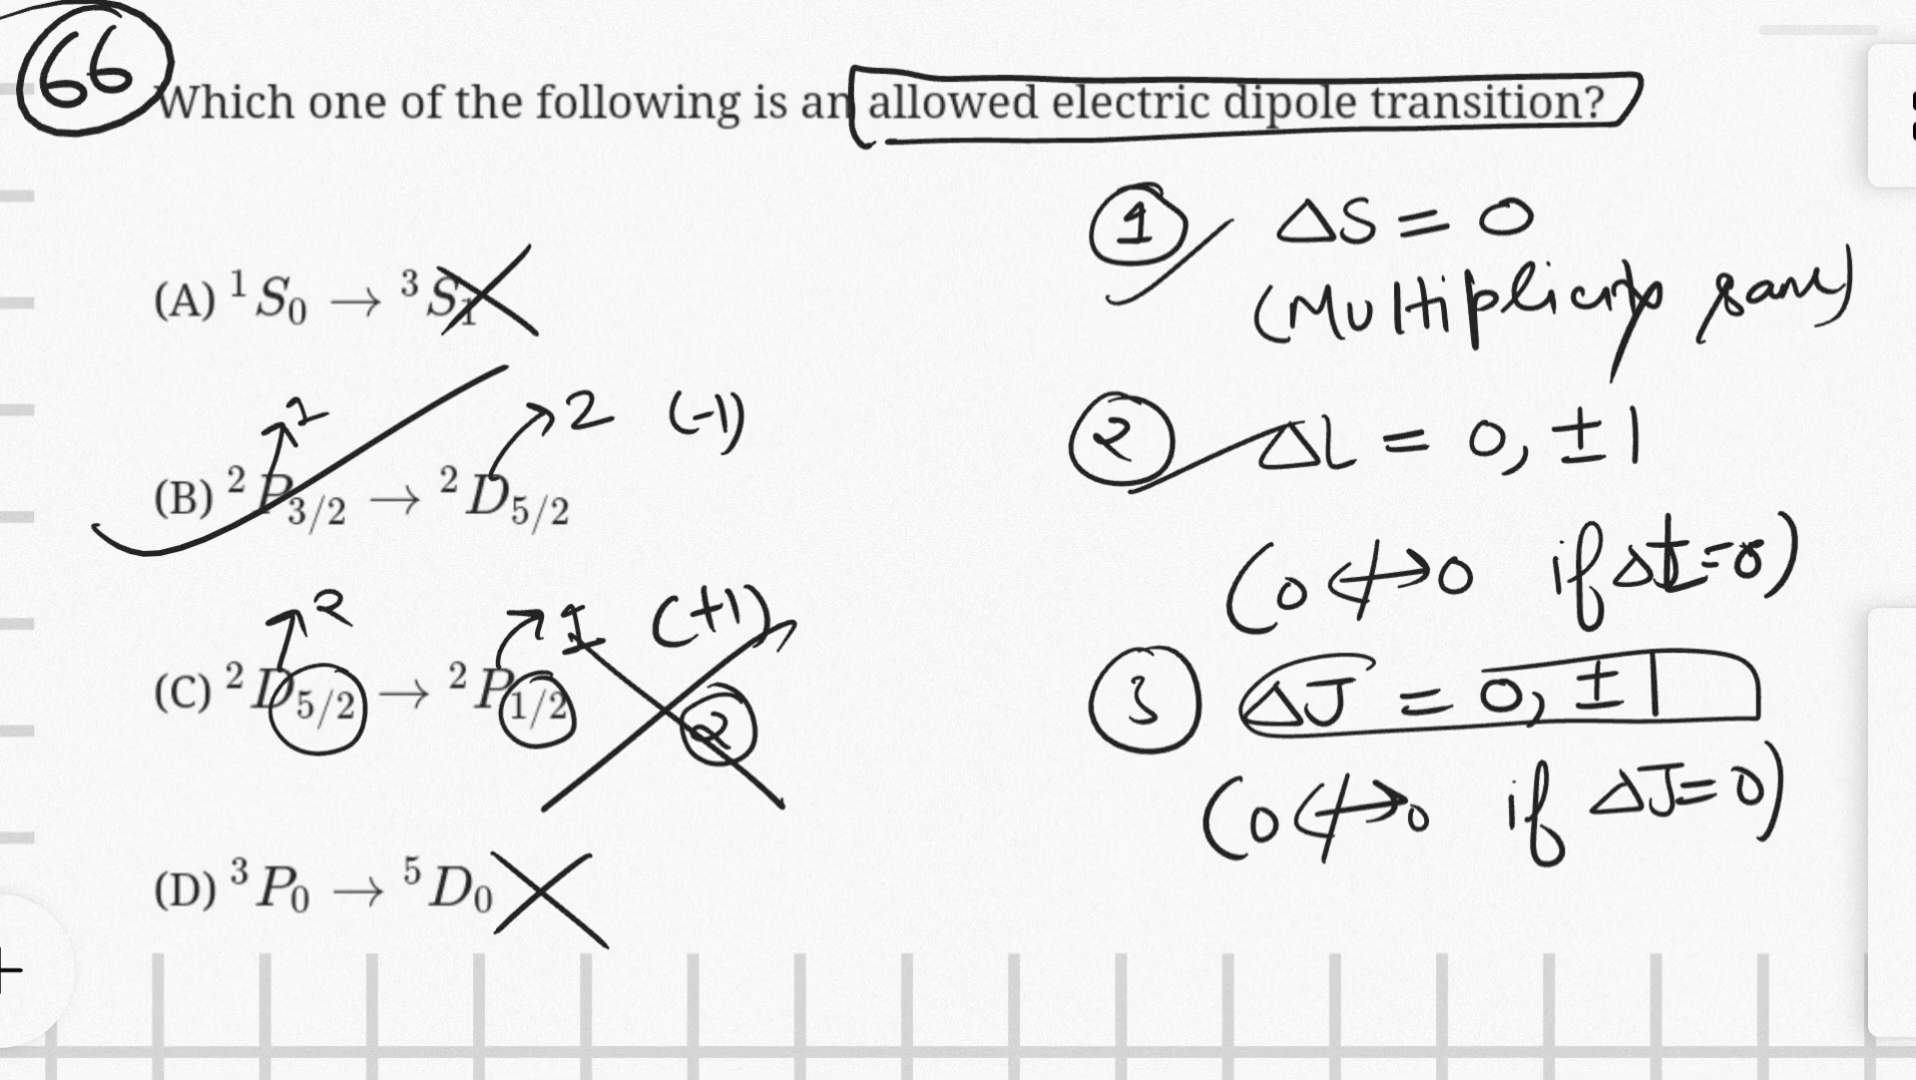 66 Which one of the following is an allowed electric dipole transition?
1 ΔS = 0
(Multiplicity same)
(A) ¹S₀ → ³S₁
1 2 (-1)
2 ΔL = 0, ±1
(B) ²P₃/₂ → ²D₅/₂
(0 ↮ 0 if ΔL=0)
2 1 (+1)
(C) ²D₅/₂ → ²P₁/₂ 2
3 ΔJ = 0, ±1
(0 ↮ 0 if ΔJ=0)
(D) ³P₀ → ⁵D₀